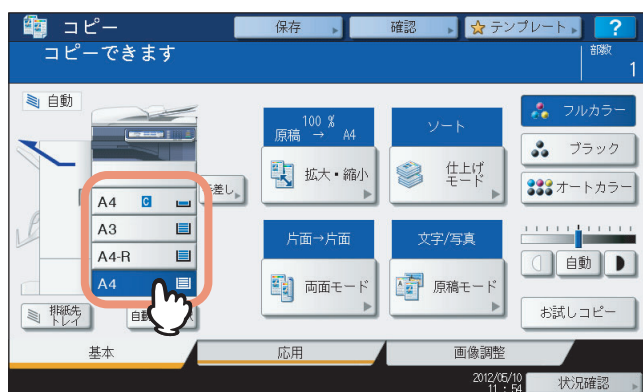 コピー
保存
確認
テンプレート
?
コピーできます
部数
1
自動
100 %
原稿 → A4
ソート
フルカラー
拡大・縮小
仕上げ
モード
ブラック
A4 C
差し
オートカラー
A3
片面→片面
文字/写真
A4-R
自動
A4
両面モード
原稿モード
排紙先
トレイ
自動
お試しコピー
基本
応用
画像調整
2012/05/10
11 : 54
状況確認